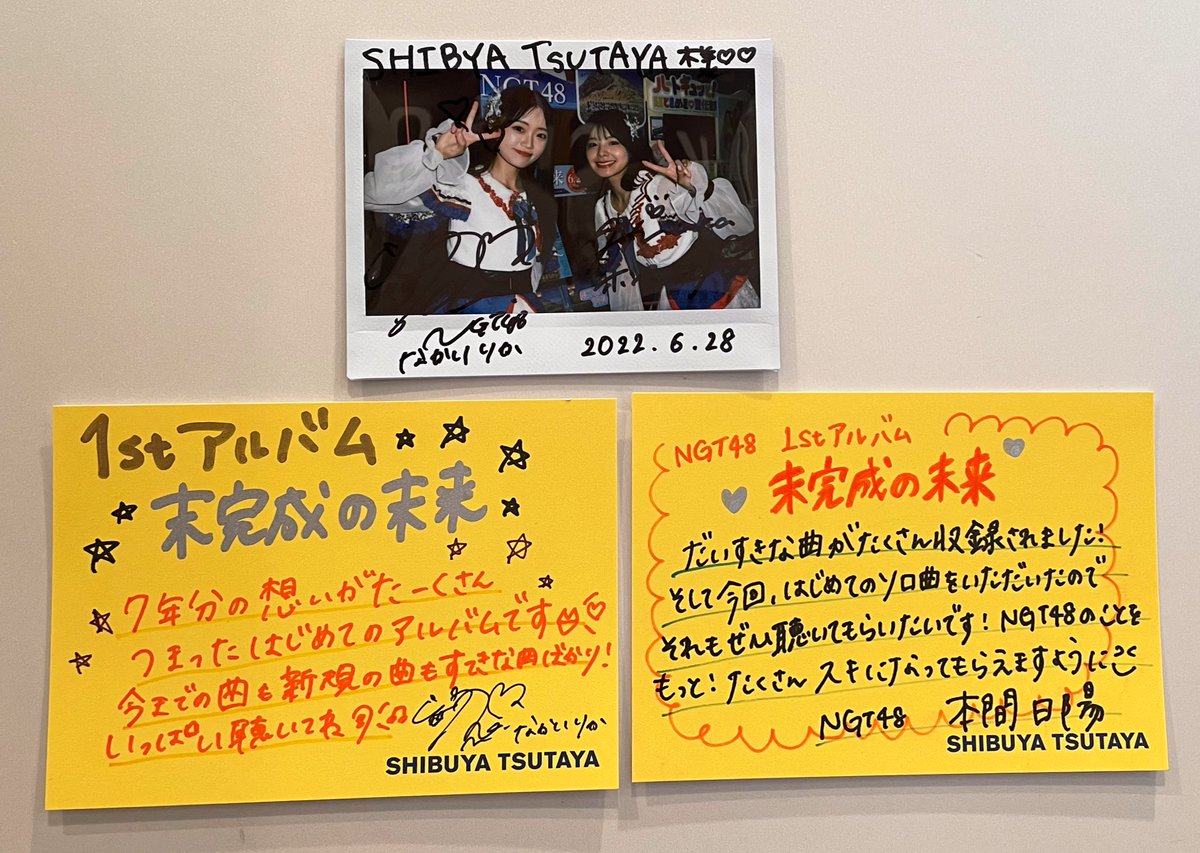 SHIBYA TSUTAYA 様♡♡
NGT48
NGT48
なかい りか
2022.6.28
1stアルバム
未完成の未来
7年分の想いがたーくさん
つまったはじめてのアルバムです
今までの曲も新規の曲もすてきな曲ばかり!
いっぱい聴いてね
なかいりか
SHIBUYA TSUTAYA
NGT48 1stアルバム
未完成の未来
だいすきな曲がたくさん収録されました!
そして今回、はじめてのソロ曲をいただいたので
それもぜひ聴いてもらいたいです! NGT48のことを
もっと!たくさん スキになってもらえますように
NGT48 本間日陽
SHIBUYA TSUTAYA